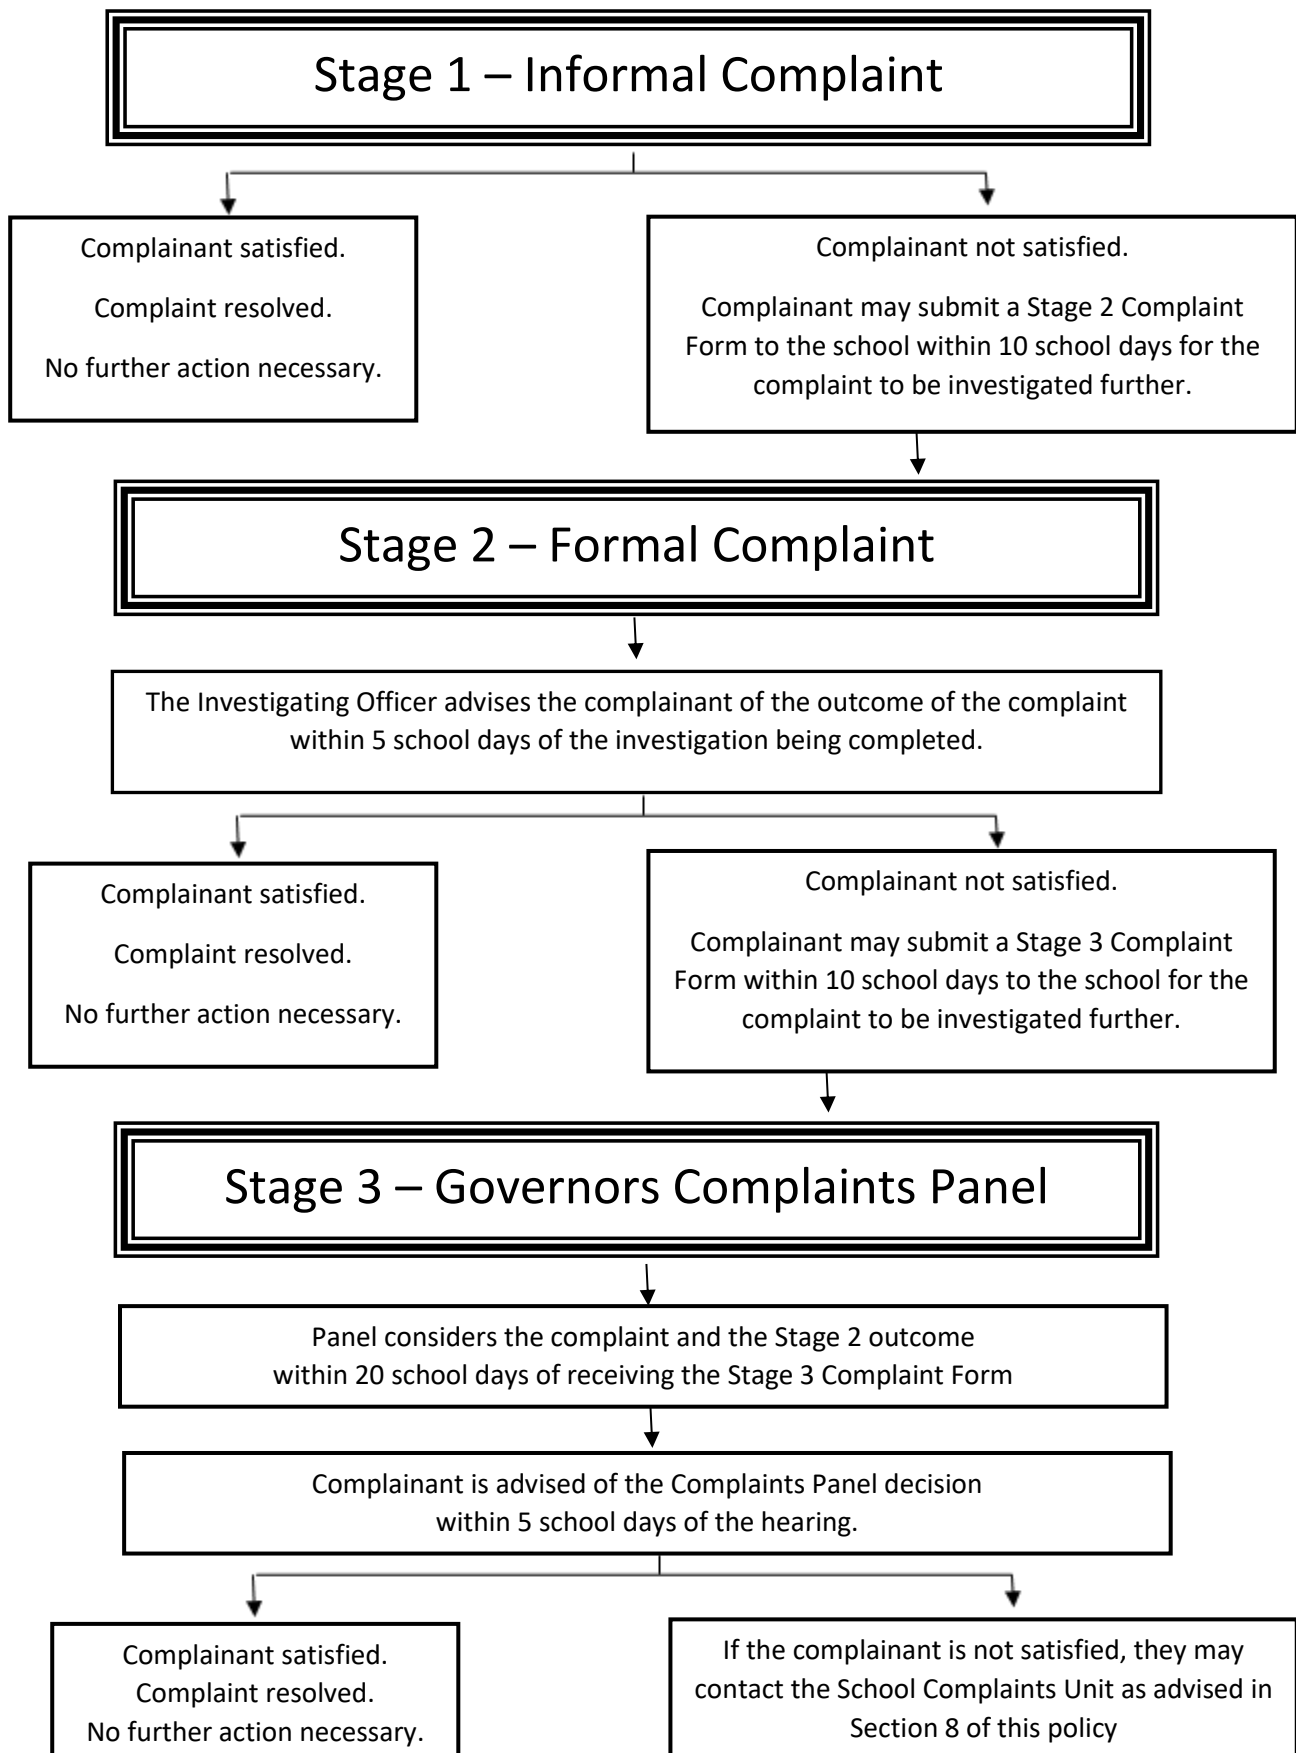 Stage 1 – Informal Complaint
Complainant satisfied.
Complaint resolved.
No further action necessary.
Complainant not satisfied.
Complainant may submit a Stage 2 Complaint
Form to the school within 10 school days for the
complaint to be investigated further.
Stage 2 – Formal Complaint
The Investigating Officer advises the complainant of the outcome of the complaint
within 5 school days of the investigation being completed.
Complainant satisfied.
Complaint resolved.
No further action necessary.
Complainant not satisfied.
Complainant may submit a Stage 3 Complaint
Form within 10 school days to the school for the
complaint to be investigated further.
Stage 3 – Governors Complaints Panel
Panel considers the complaint and the Stage 2 outcome
within 20 school days of receiving the Stage 3 Complaint Form
Complainant is advised of the Complaints Panel decision
within 5 school days of the hearing.
Complainant satisfied.
Complaint resolved.
No further action necessary.
If the complainant is not satisfied, they may
contact the School Complaints Unit as advised in
Section 8 of this policy